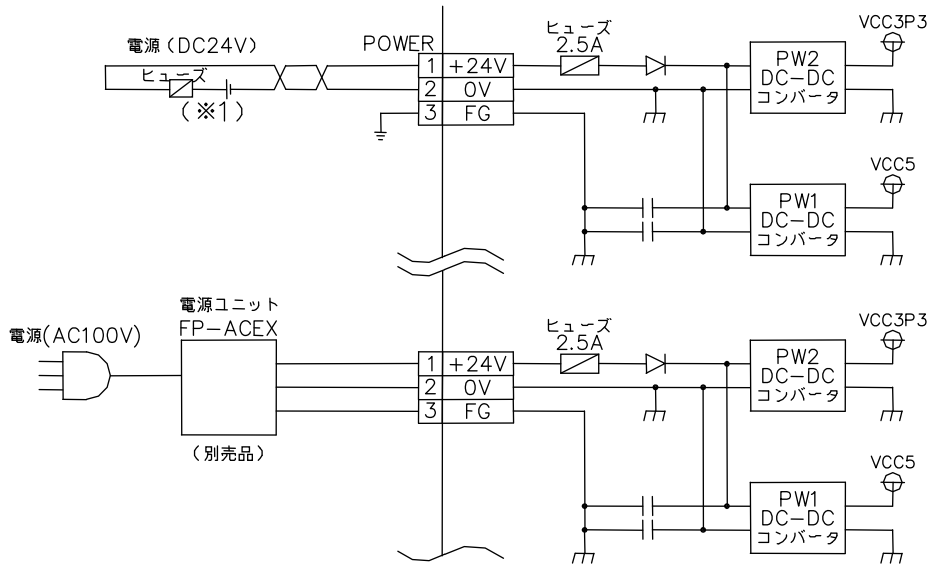 電源（DC24V）
ヒューズ
（※1）
POWER
1 +24V
2 0V
3 FG
ヒューズ
2.5A
PW2
DC−DC
コンバータ
VCC3P3
PW1
DC−DC
コンバータ
VCC5
電源（AC100V）
電源ユニット
FP−ACEX
（別売品）
1 +24V
2 0V
3 FG
ヒューズ
2.5A
PW2
DC−DC
コンバータ
VCC3P3
PW1
DC−DC
コンバータ
VCC5